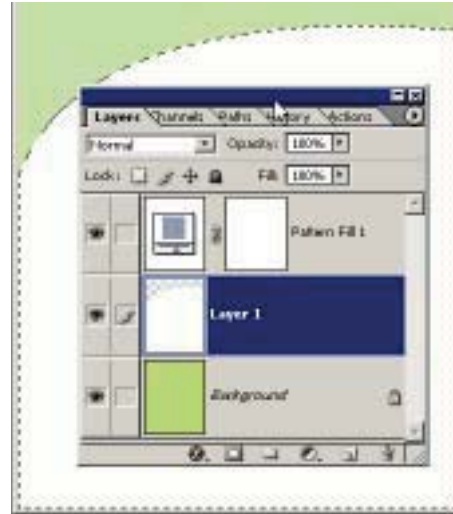 Layers Channels Paths History Actions
Normal Opacity: 100%
Lock: Fill: 100%
Pattern Fill 1
Layer 1
Background